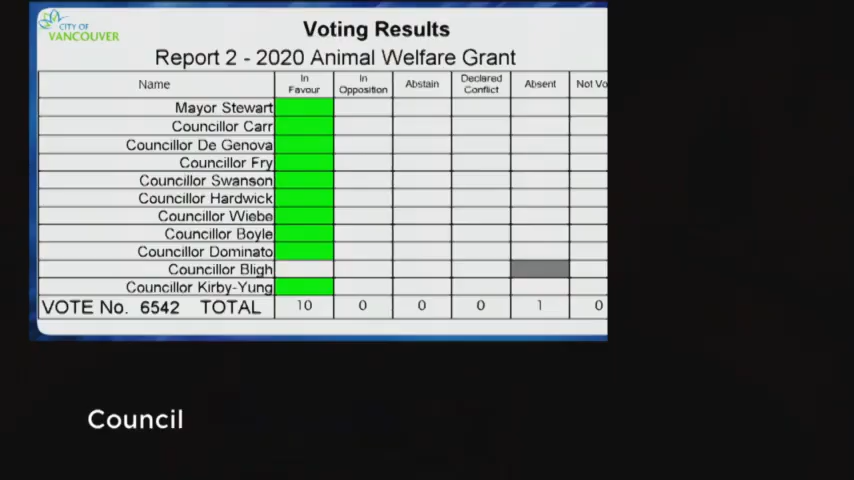 CITY OF
VANCOUVER
Voting Results
Report 2 - 2020 Animal Welfare Grant
Name In Favour In Opposition Abstain Declared Conflict Absent Not Vo
Mayor Stewart
Councillor Carr
Councillor De Genova
Councillor Fry
Councillor Swanson
Councillor Hardwick
Councillor Wiebe
Councillor Boyle
Councillor Dominato
Councillor Bligh
Councillor Kirby-Yung
VOTE No. 6542 TOTAL 10 0 0 0 1 0
Council